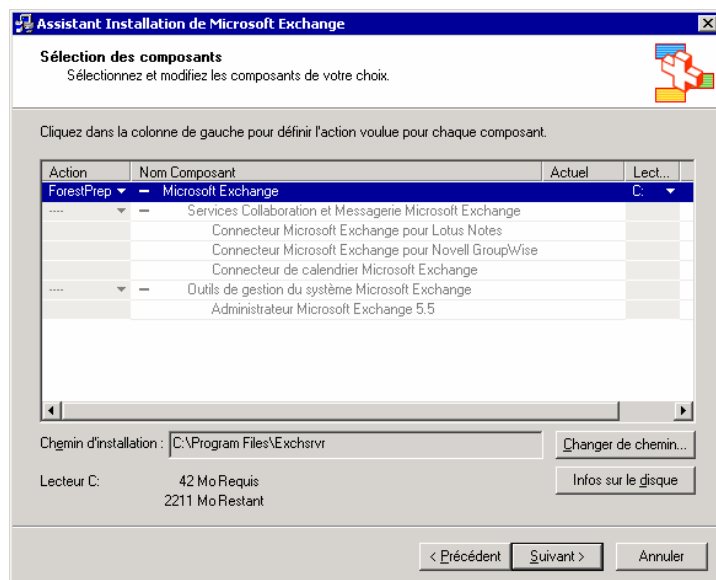 Assistant Installation de Microsoft Exchange
Sélection des composants
Sélectionnez et modifiez les composants de votre choix.
Cliquez dans la colonne de gauche pour définir l'action voulue pour chaque composant.
Action Nom Composant Actuel Lect...
ForestPrep Microsoft Exchange C:
---- Services Collaboration et Messagerie Microsoft Exchange
Connecteur Microsoft Exchange pour Lotus Notes
Connecteur Microsoft Exchange pour Novell GroupWise
Connecteur de calendrier Microsoft Exchange
---- Outils de gestion du système Microsoft Exchange
Administrateur Microsoft Exchange 5.5
Chemin d'installation : C:\Program Files\Exchsrvr Changer de chemin...
Lecteur C: 42 Mo Requis Infos sur le disque
2211 Mo Restant
< Précédent Suivant > Annuler